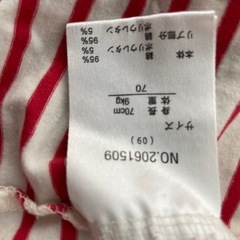 NO.2061509
( 09 )
サイズ
身 長 70cm
体 重 9kg
70
本体 綿 95%
ポリウレタン 5%
リブ部分 綿 95%
ポリウレタン 5%